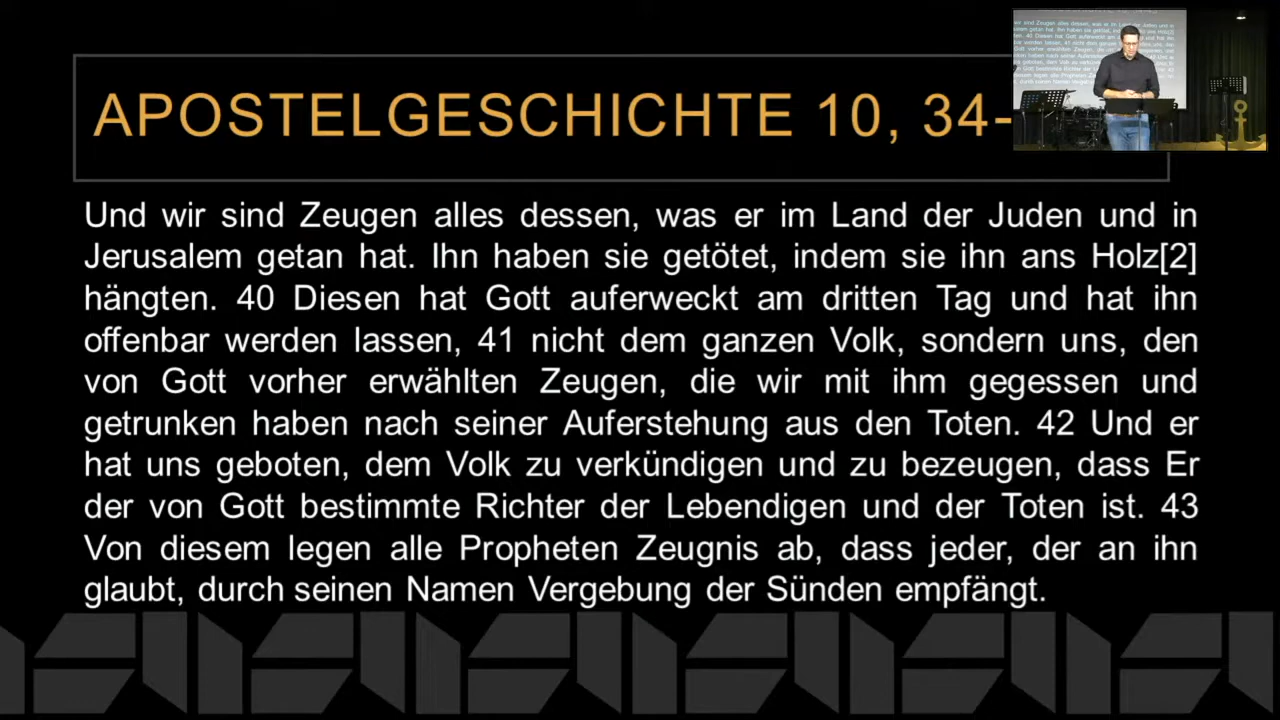 APOSTELGESCHICHTE 10, 34-
Und wir sind Zeugen alles dessen, was er im Land der Juden und in
Jerusalem getan hat. Ihn haben sie getötet, indem sie ihn ans Holz[2]
hängten. 40 Diesen hat Gott auferweckt am dritten Tag und hat ihn
offenbar werden lassen, 41 nicht dem ganzen Volk, sondern uns, den
von Gott vorher erwählten Zeugen, die wir mit ihm gegessen und
getrunken haben nach seiner Auferstehung aus den Toten. 42 Und er
hat uns geboten, dem Volk zu verkündigen und zu bezeugen, dass Er
der von Gott bestimmte Richter der Lebendigen und der Toten ist. 43
Von diesem legen alle Propheten Zeugnis ab, dass jeder, der an ihn
glaubt, durch seinen Namen Vergebung der Sünden empfängt.